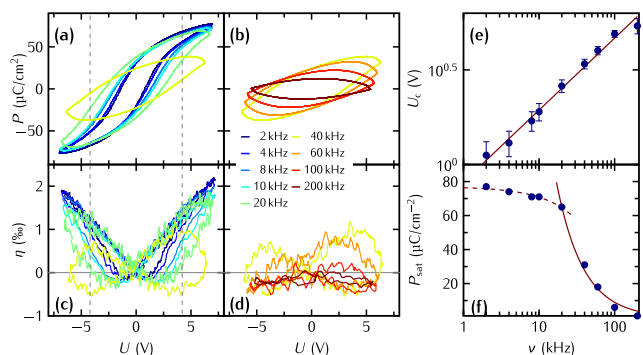 (a)
(b)
(e)
50
0
−50
P (μC/cm²)
2 kHz
4 kHz
8 kHz
10 kHz
20 kHz
40 kHz
60 kHz
100 kHz
200 kHz
10^0.5
10^0
U_c (V)
2
1
0
−1
η (‰)
(c)
(d)
80
60
40
20
P_sat (μC/cm⁻²)
(f)
−5 0 5
U (V)
−5 0 5
U (V)
1 10 100
ν (kHz)